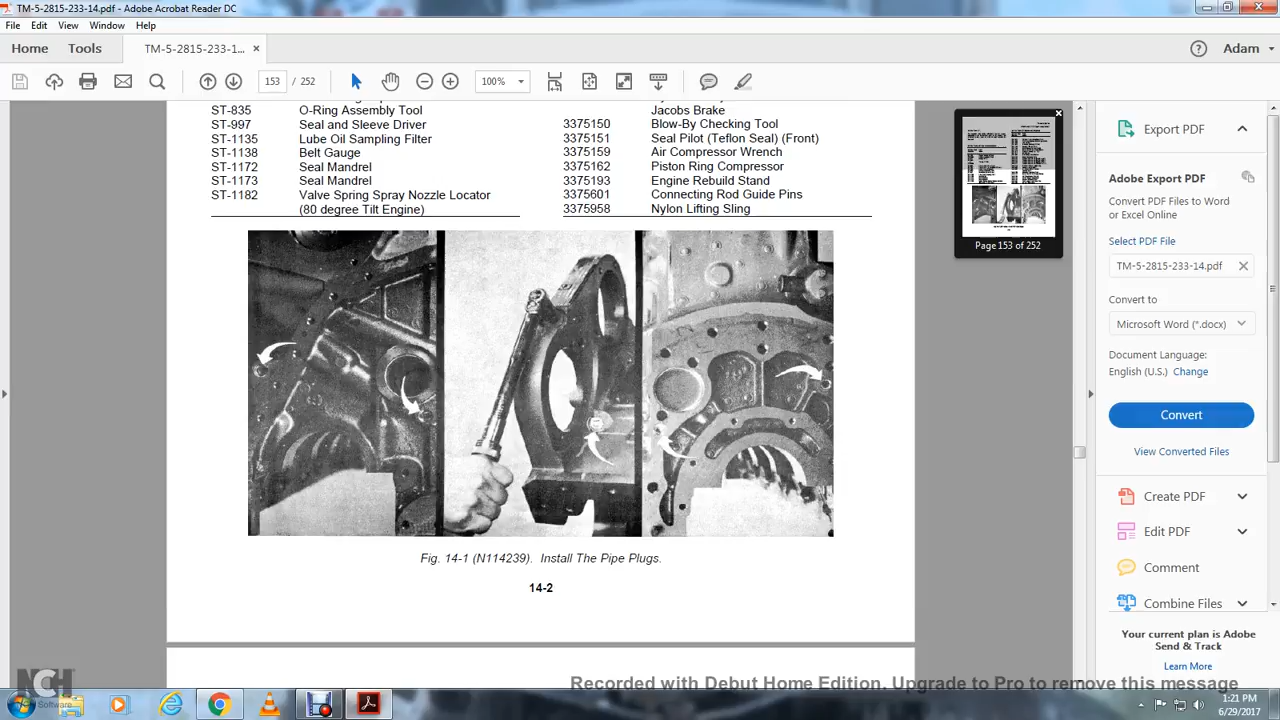 TM-5-2815-233-14.pdf - Adobe Acrobat Reader DC
File Edit View Window Help
Home Tools TM-5-2815-233-1... × Adam
153 / 252 100%
ST-835 O-Ring Assembly Tool
ST-997 Seal and Sleeve Driver
ST-1135 Lube Oil Sampling Filter
ST-1138 Belt Gauge
ST-1172 Seal Mandrel
ST-1173 Seal Mandrel
ST-1182 Valve Spring Spray Nozzle Locator
(80 degree Tilt Engine)
Jacobs Brake
3375150 Blow-By Checking Tool
3375151 Seal Pilot (Teflon Seal) (Front)
3375159 Air Compressor Wrench
3375162 Piston Ring Compressor
3375193 Engine Rebuild Stand
3375601 Connecting Rod Guide Pins
3375958 Nylon Lifting Sling
Fig. 14-1 (N114239). Install The Pipe Plugs.
14-2
Page 153 of 252
Export PDF
Adobe Export PDF
Convert PDF Files to Word
or Excel Online
Select PDF File
TM-5-2815-233-14.pdf
Convert to
Microsoft Word (*.docx)
Document Language:
English (U.S.) Change
Convert
View Converted Files
Create PDF
Edit PDF
Comment
Combine Files
Your current plan is Adobe
Send & Track
Learn More
NCH
Software
Recorded with Debut Home Edition. Upgrade to Pro to remove this message
1:21 PM
6/29/2017